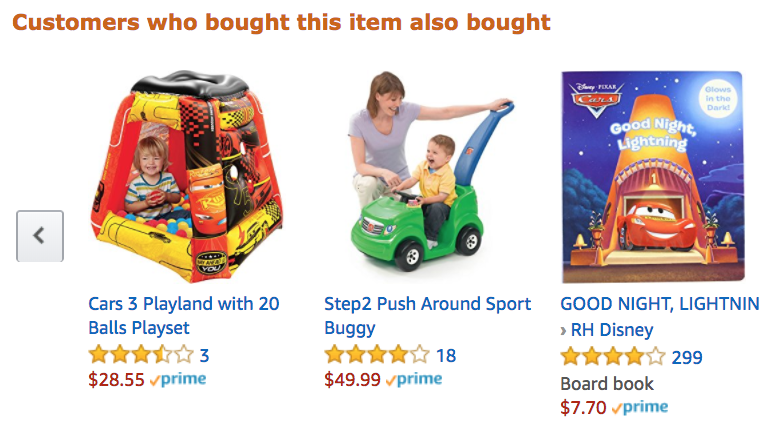 Customers who bought this item also bought
Disney PIXAR
Cars
Glows
in the
Dark!
Good Night,
Lightning
1
YOU
Cars 3 Playland with 20
Balls Playset
3
$28.55 prime
Step2 Push Around Sport
Buggy
18
$49.99 prime
GOOD NIGHT, LIGHTNIN
› RH Disney
299
Board book
$7.70 prime